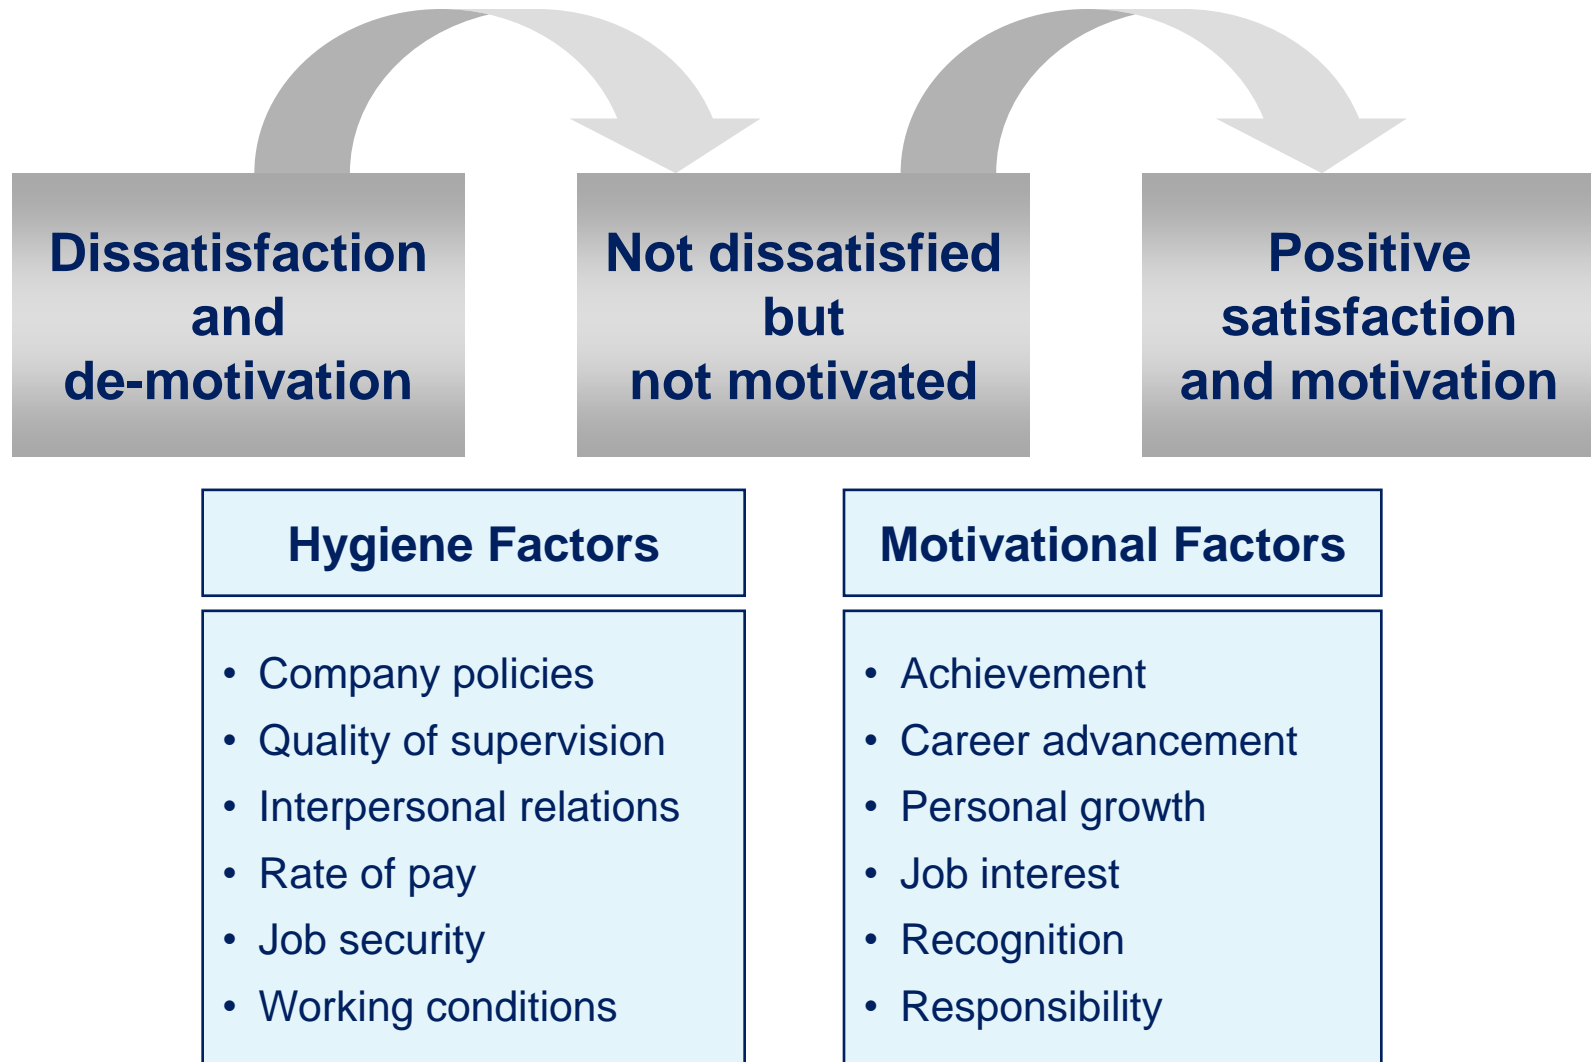 Dissatisfaction
and
de-motivation
Not dissatisfied
but
not motivated
Positive
satisfaction
and motivation
Hygiene Factors
• Company policies
• Quality of supervision
• Interpersonal relations
• Rate of pay
• Job security
• Working conditions
Motivational Factors
• Achievement
• Career advancement
• Personal growth
• Job interest
• Recognition
• Responsibility